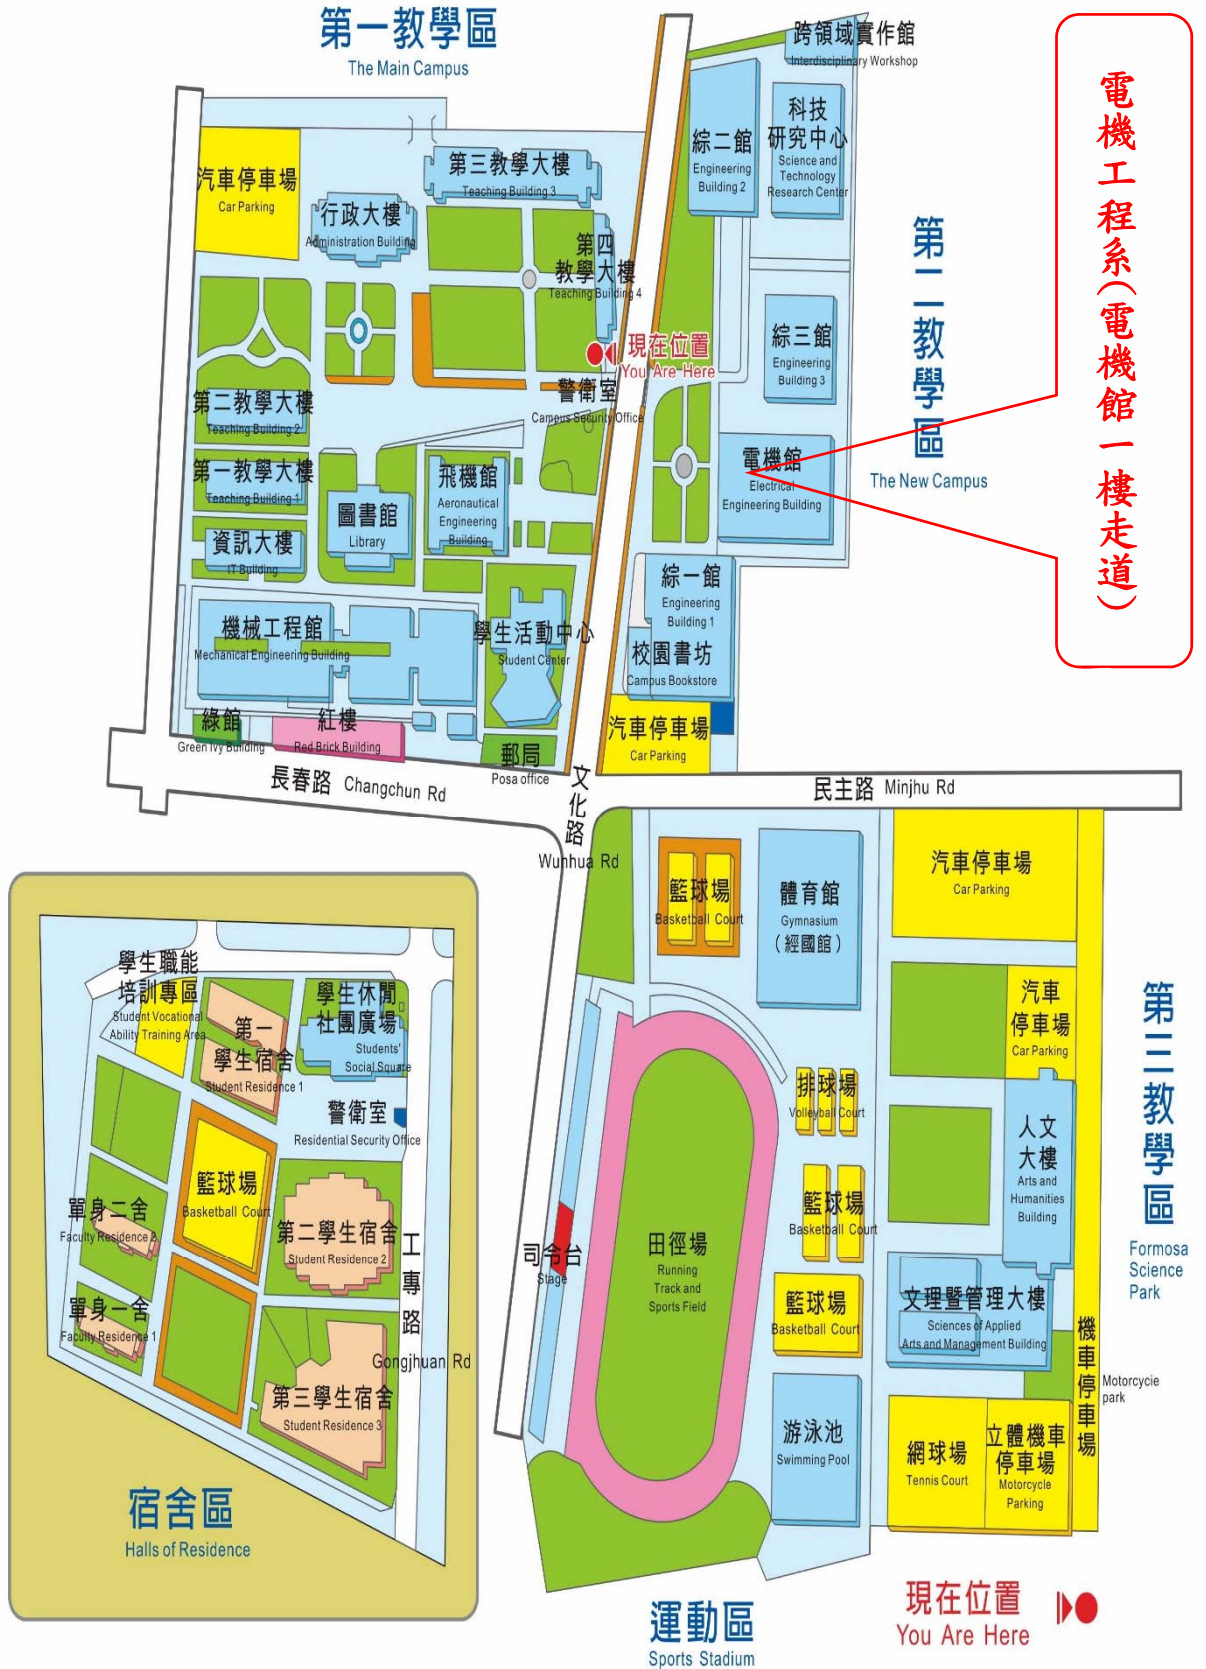 第一教學區
The Main Campus
跨領域實作館
Interdisciplinary Workshop
電機工程系(電機館一樓走道)
汽車停車場
Car Parking
第三教學大樓
Teaching Building 3
行政大樓
Administration Building
第四
教學大樓
Teaching Building 4
綜二館
Engineering
Building 2
科技
研究中心
Science and
Technology
Research Center
第二教學區
The New Campus
綜三館
Engineering
Building 3
現在位置
You Are Here
警衛室
Campus Security Office
第二教學大樓
Teaching Building 2
第一教學大樓
Teaching Building 1
資訊大樓
IT Building
圖書館
Library
飛機館
Aeronautical
Engineering
Building
電機館
Electrical
Engineering Building
綜一館
Engineering
Building 1
校園書坊
Campus Bookstore
機械工程館
Mechanical Engineering Building
學生活動中心
Student Center
綠館
Green Ivy Building
紅樓
Red Brick Building
郵局
Posa office
汽車停車場
Car Parking
長春路 Changchun Rd
文化路
Wunhua Rd
民主路 Minjhu Rd
籃球場
Basketball Court
體育館
Gymnasium
(經國館)
汽車停車場
Car Parking
汽車
停車場
Car Parking
第三教學區
Formosa
Science
Park
排球場
Volleyball Court
人文
大樓
Arts and
Humanities
Building
籃球場
Basketball Court
田徑場
Running
Track and
Sports Field
司令台
Stage
籃球場
Basketball Court
文理暨管理大樓
Sciences of Applied
Arts and Management Building
機車停車場
Motorcycie
park
游泳池
Swimming Pool
網球場
Tennis Court
立體機車
停車場
Motorcycle
Parking
學生職能
培訓專區
Student Vocational
Ability Training Area
第一
學生宿舍
Student Residence 1
學生休閒
社團廣場
Students'
Social Square
警衛室
Residential Security Office
籃球場
Basketball Court
單身二舍
Faculty Residence 2
第二學生宿舍
Student Residence 2
單身一舍
Faculty Residence 1
工專路
Gongjhuan Rd
第三學生宿舍
Student Residence 3
宿舍區
Halls of Residence
運動區
Sports Stadium
現在位置
You Are Here